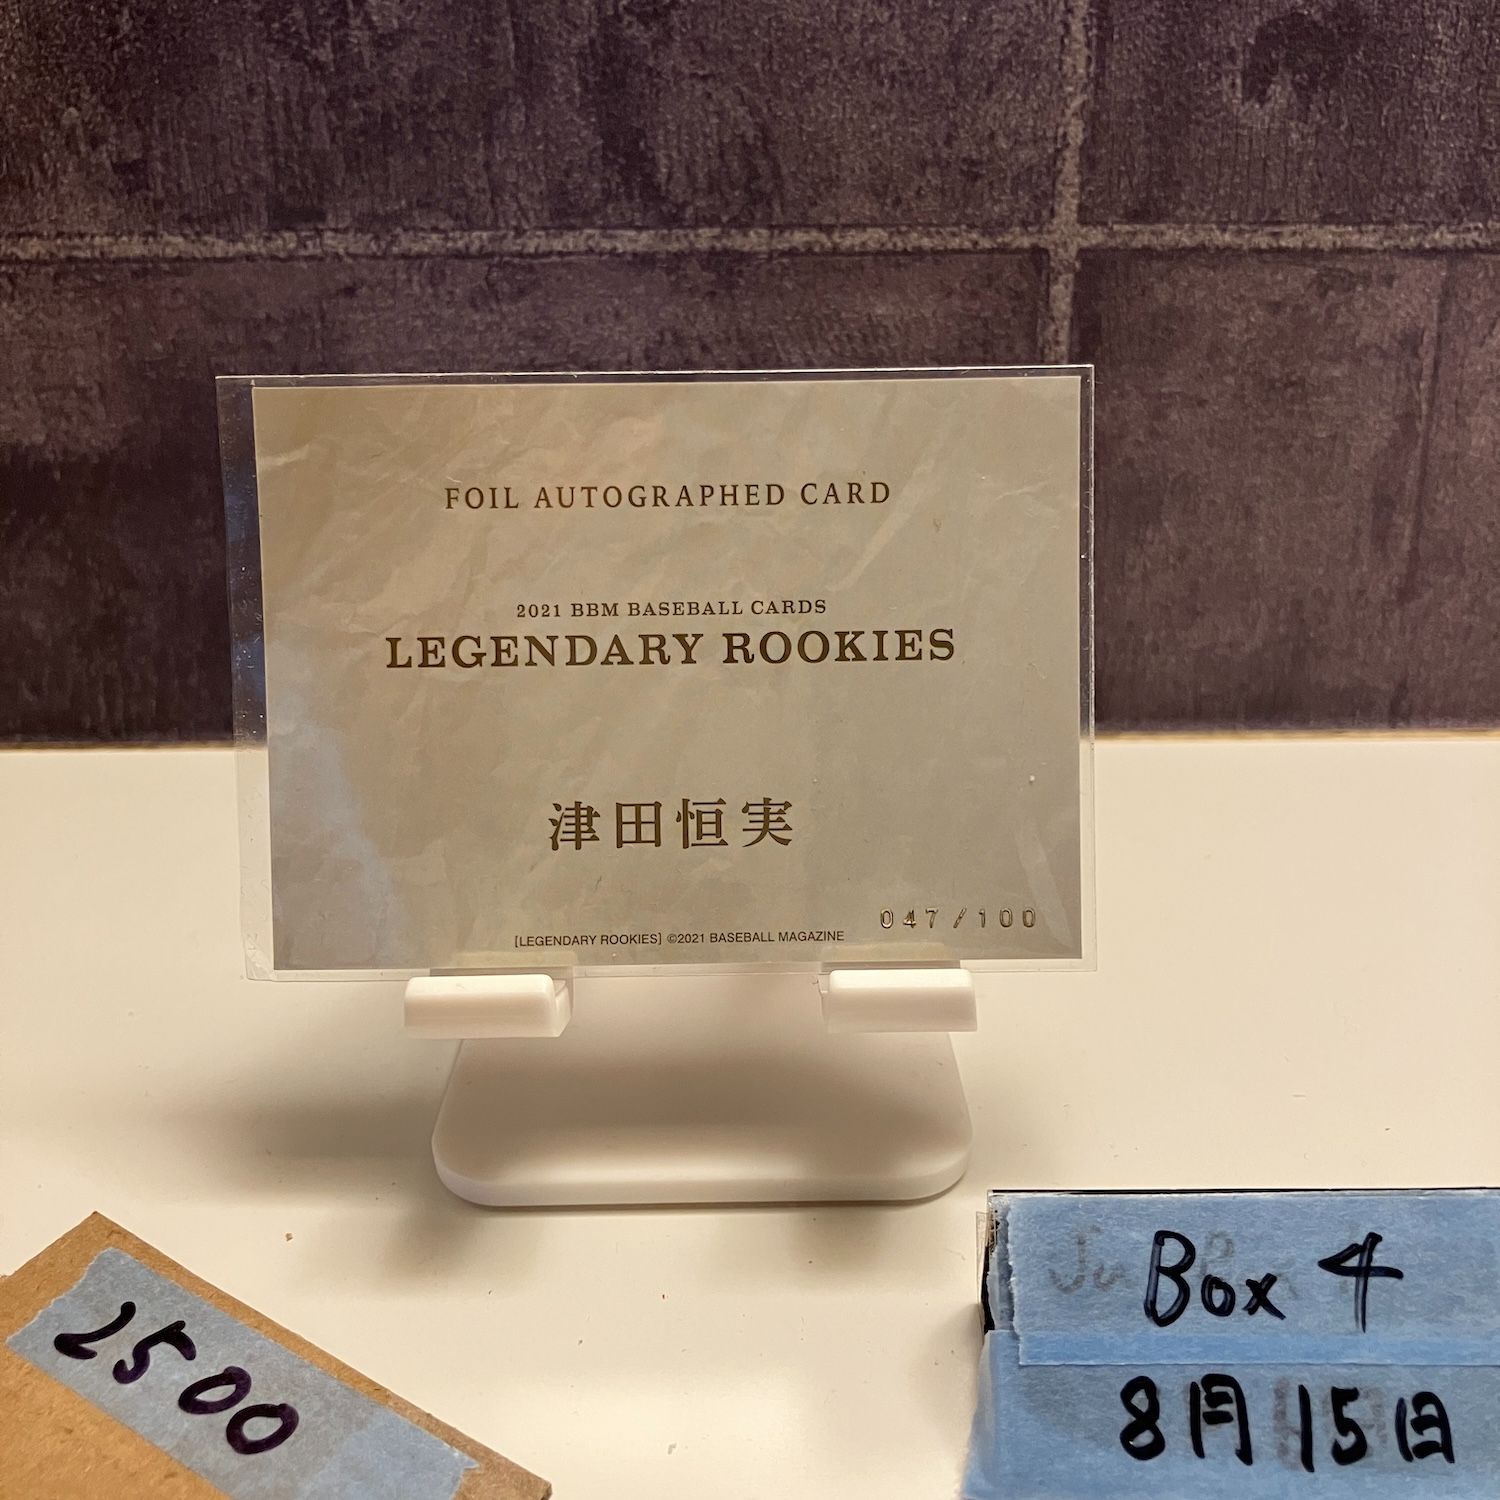 FOIL AUTOGRAPHED CARD
2021 BBM BASEBALL CARDS
LEGENDARY ROOKIES
津田恒実
047/100
[LEGENDARY ROOKIES] ©2021 BASEBALL MAGAZINE
2500
Box 4
8月15日